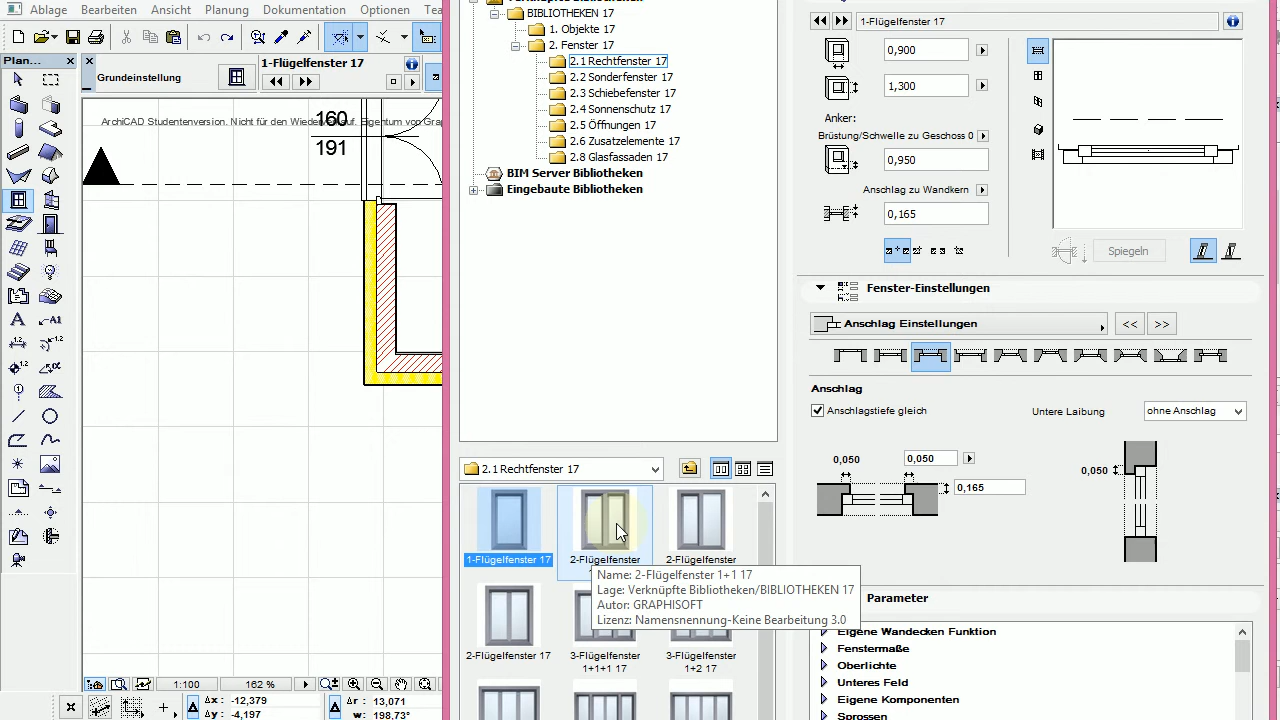 Ablage
Bearbeiten
Ansicht
Planung
Dokumentation
Optionen
Plan...
Grundeinstellung
1-Flügelfenster 17
ArchiCAD Studentenversion. Nicht für den Wiederverkauf. Eigentum von
160
191
BIBLIOTHEKEN 17
1. Objekte 17
2. Fenster 17
2.1 Rechtfenster 17
2.2 Sonderfenster 17
2.3 Schiebefenster 17
2.4 Sonnenschutz 17
2.5 Öffnungen 17
2.6 Zusatzelemente 17
2.8 Glasfassaden 17
BIM Server Bibliotheken
Eingebaute Bibliotheken
2.1 Rechtfenster 17
1-Flügelfenster 17
2-Flügelfenster
2-Flügelfenster
Name: 2-Flügelfenster 1+1 17
Lage: Verknüpfte Bibliotheken/BIBLIOTHEKEN 17
Autor: GRAPHISOFT
Lizenz: Namensnennung-Keine Bearbeitung 3.0
2-Flügelfenster 17
3-Flügelfenster
1+1+1 17
3-Flügelfenster
1+2 17
1-Flügelfenster 17
0,900
1,300
Anker:
Brüstung/Schwelle zu Geschoss 0
0,950
Anschlag zu Wandkern
0,165
Spiegeln
Fenster-Einstellungen
Anschlag Einstellungen
<<
>>
Anschlag
Anschlagstiefe gleich
Untere Laibung
ohne Anschlag
0,050
0,050
0,165
0,050
Parameter
Eigene Wandecken Funktion
Fenstermaße
Oberlichte
Unteres Feld
Eigene Komponenten
Sprossen
1:100
162 %
Δx: -12,379
Δy: -4,197
Δr: 13,071
w: 198,73°